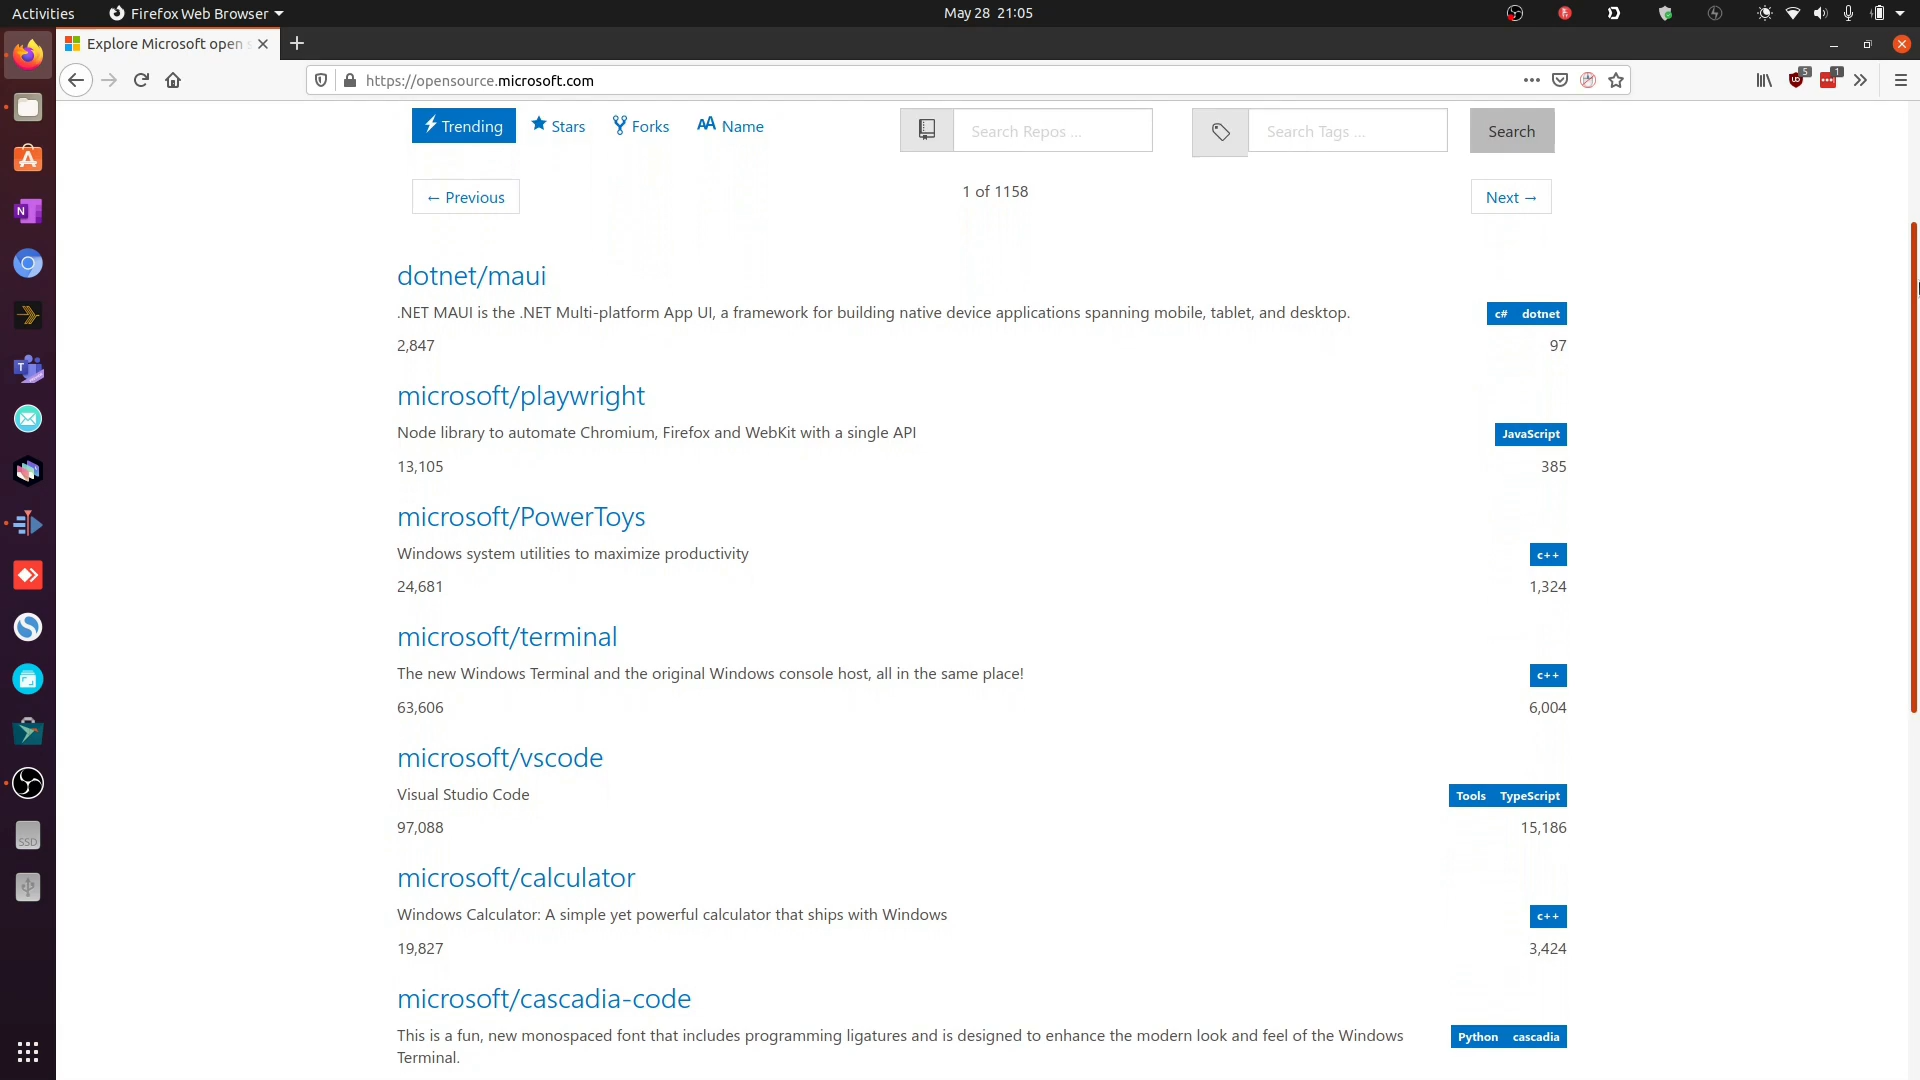 Activities
Firefox Web Browser
May 28 21:05
Explore Microsoft open s
https://opensource.microsoft.com
5
1
Trending
Stars
Forks
Name
Search Repos ...
Search Tags ...
Search
← Previous
1 of 1158
Next →
dotnet/maui
.NET MAUI is the .NET Multi-platform App UI, a framework for building native device applications spanning mobile, tablet, and desktop.
c# dotnet
2,847
97
microsoft/playwright
Node library to automate Chromium, Firefox and WebKit with a single API
JavaScript
13,105
385
microsoft/PowerToys
Windows system utilities to maximize productivity
c++
24,681
1,324
microsoft/terminal
The new Windows Terminal and the original Windows console host, all in the same place!
c++
63,606
6,004
microsoft/vscode
Visual Studio Code
Tools TypeScript
97,088
15,186
microsoft/calculator
Windows Calculator: A simple yet powerful calculator that ships with Windows
c++
19,827
3,424
microsoft/cascadia-code
This is a fun, new monospaced font that includes programming ligatures and is designed to enhance the modern look and feel of the Windows
Terminal.
Python cascadia
SSD